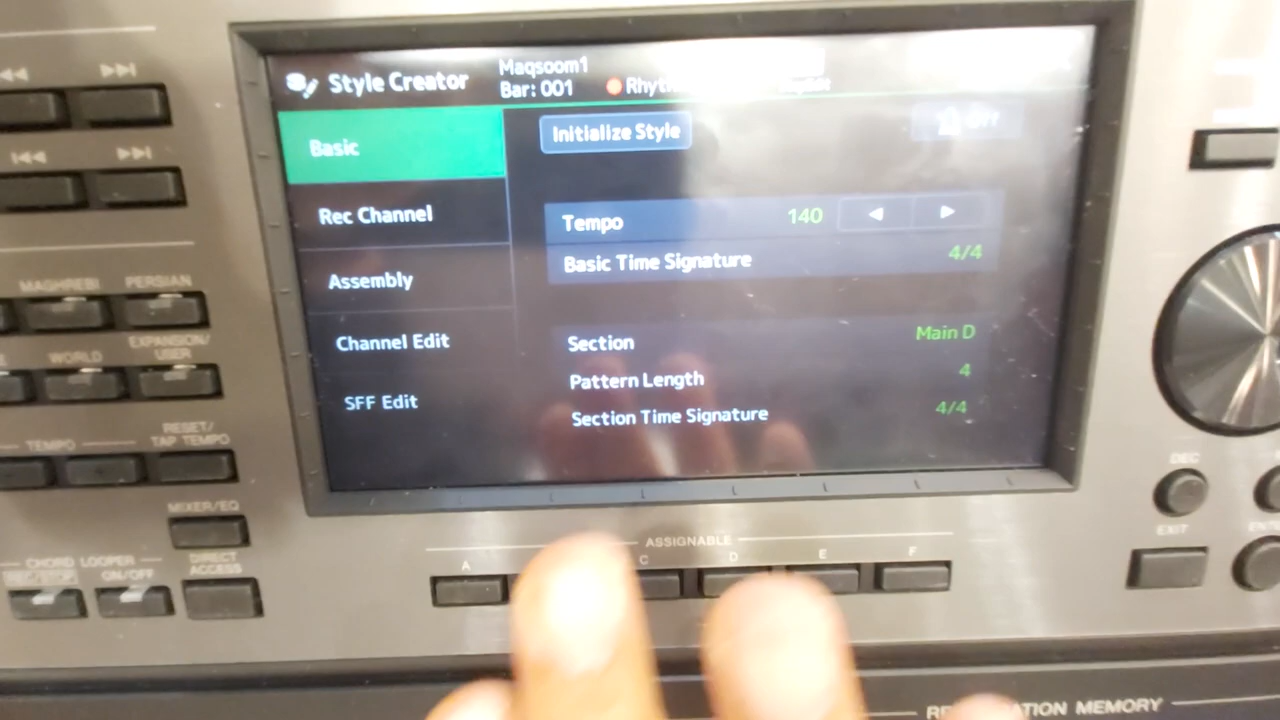 Style Creator
Maqsoom1
Bar: 001
Basic
Initialize Style
Rec Channel
Tempo 140
Basic Time Signature 4/4
Assembly
Channel Edit
Section Main D
Pattern Length 4
SFF Edit
Section Time Signature 4/4
MAGHREBI PERSIAN
WORLD EXPANSION/
USER
TEMPO RESET/
TAP TEMPO
MIXER/EQ
CHORD LOOPER
REC/STOP ON/OFF
DIRECT
ACCESS
ASSIGNABLE
A C D E F
DEC
EXIT
MEMORY